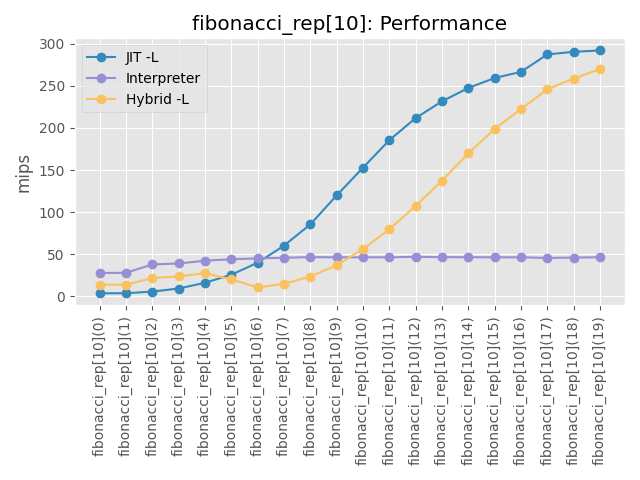 fibonacci_rep[10]: Performance
JIT -L
Interpreter
Hybrid -L
mips
300
250
200
150
100
50
0
fibonacci_rep[10](0)
fibonacci_rep[10](1)
fibonacci_rep[10](2)
fibonacci_rep[10](3)
fibonacci_rep[10](4)
fibonacci_rep[10](5)
fibonacci_rep[10](6)
fibonacci_rep[10](7)
fibonacci_rep[10](8)
fibonacci_rep[10](9)
fibonacci_rep[10](10)
fibonacci_rep[10](11)
fibonacci_rep[10](12)
fibonacci_rep[10](13)
fibonacci_rep[10](14)
fibonacci_rep[10](15)
fibonacci_rep[10](16)
fibonacci_rep[10](17)
fibonacci_rep[10](18)
fibonacci_rep[10](19)